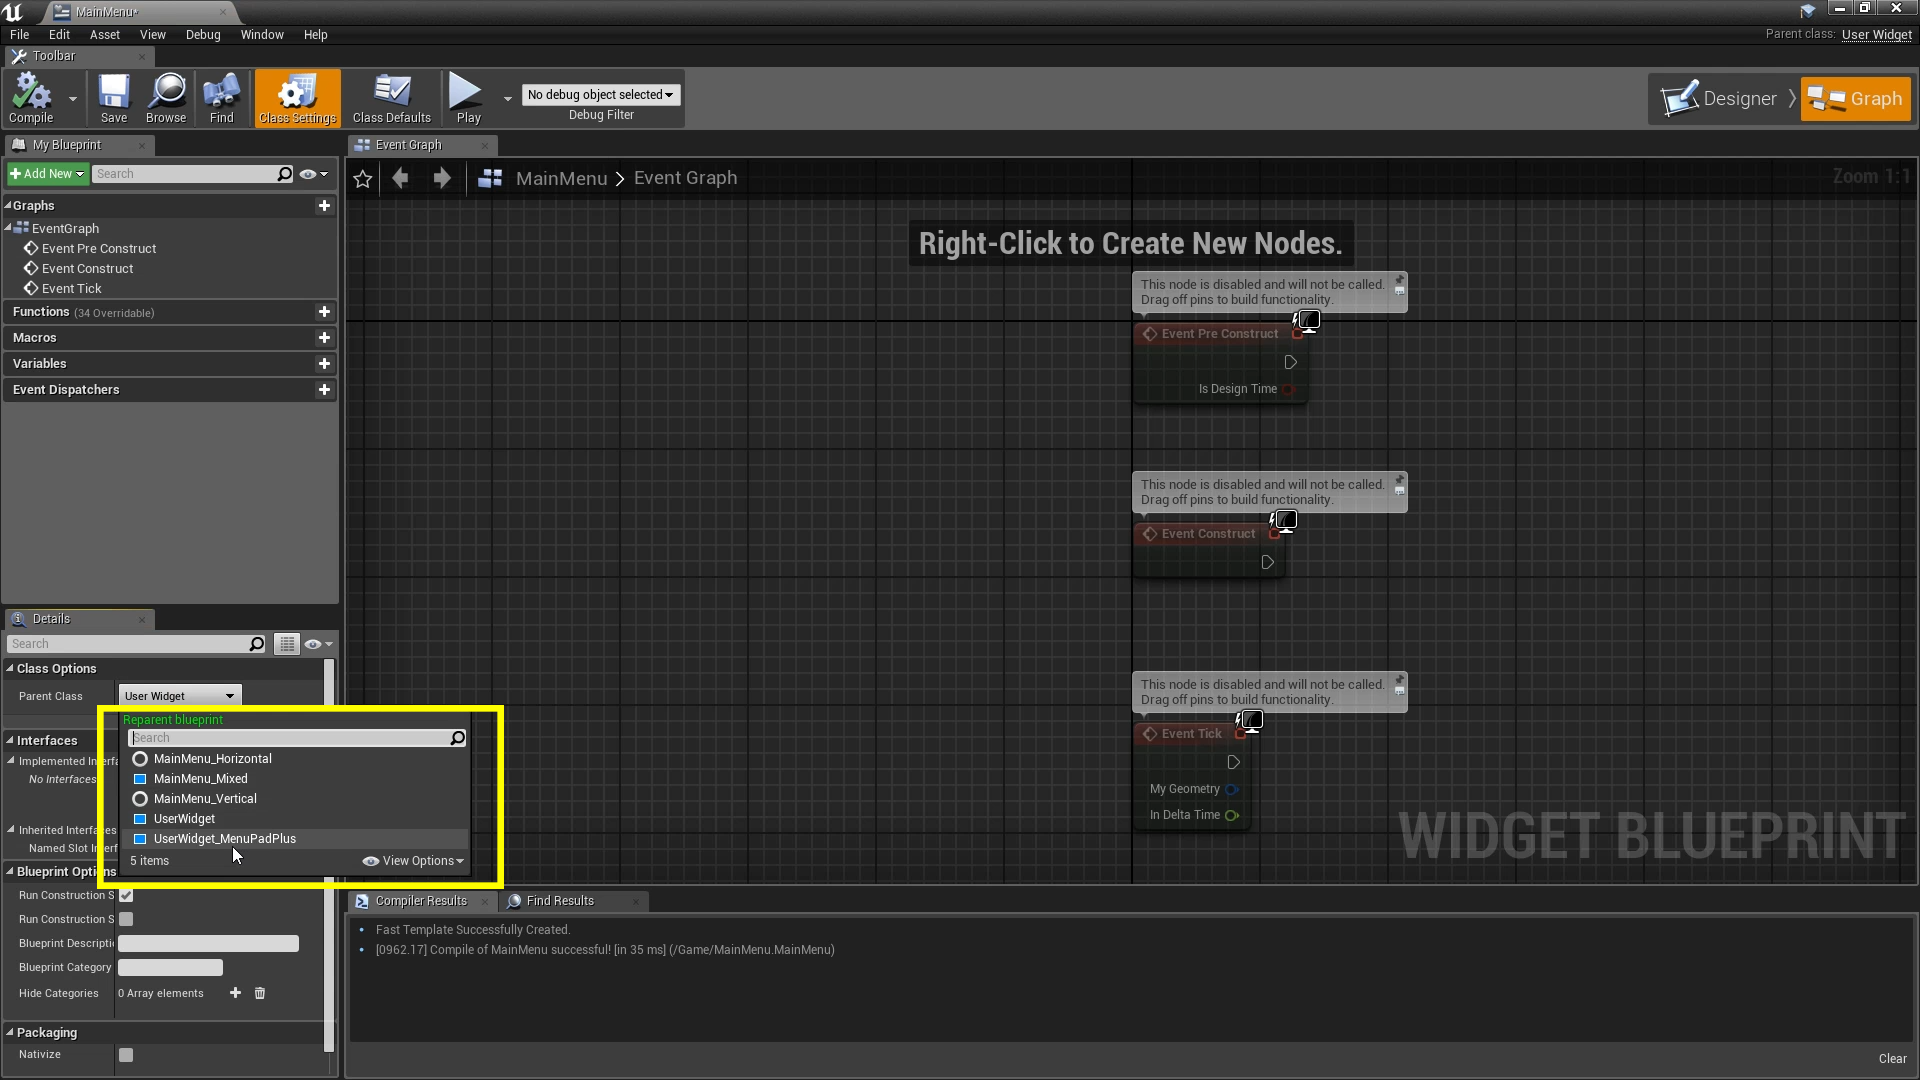 MainMenu*
File Edit Asset View Debug Window Help
Parent class: User Widget
Toolbar
Compile Save Browse Find Class Settings Class Defaults Play
No debug object selected
Debug Filter
Designer Graph
My Blueprint
+Add New Search
Graphs
EventGraph
Event Pre Construct
Event Construct
Event Tick
Functions (34 Overridable)
Macros
Variables
Event Dispatchers
Event Graph
MainMenu > Event Graph
Zoom 1:1
Right-Click to Create New Nodes.
This node is disabled and will not be called.
Drag off pins to build functionality.
Event Pre Construct
Is Design Time
This node is disabled and will not be called.
Drag off pins to build functionality.
Event Construct
This node is disabled and will not be called.
Drag off pins to build functionality.
Event Tick
My Geometry
In Delta Time
WIDGET BLUEPRINT
Details
Search
Class Options
Parent Class User Widget
Reparent blueprint
Search
MainMenu_Horizontal
MainMenu_Mixed
MainMenu_Vertical
UserWidget
UserWidget_MenuPadPlus
5 items View Options
Interfaces
Implemented Interfa
No Interfaces
Inherited Interfaces
Named Slot Interf
Blueprint Options
Run Construction S
Run Construction S
Blueprint Descripti
Blueprint Category
Hide Categories 0 Array elements
Packaging
Nativize
Compiler Results Find Results
Fast Template Successfully Created.
[0962.17] Compile of MainMenu successful! [in 35 ms] (/Game/MainMenu.MainMenu)
Clear